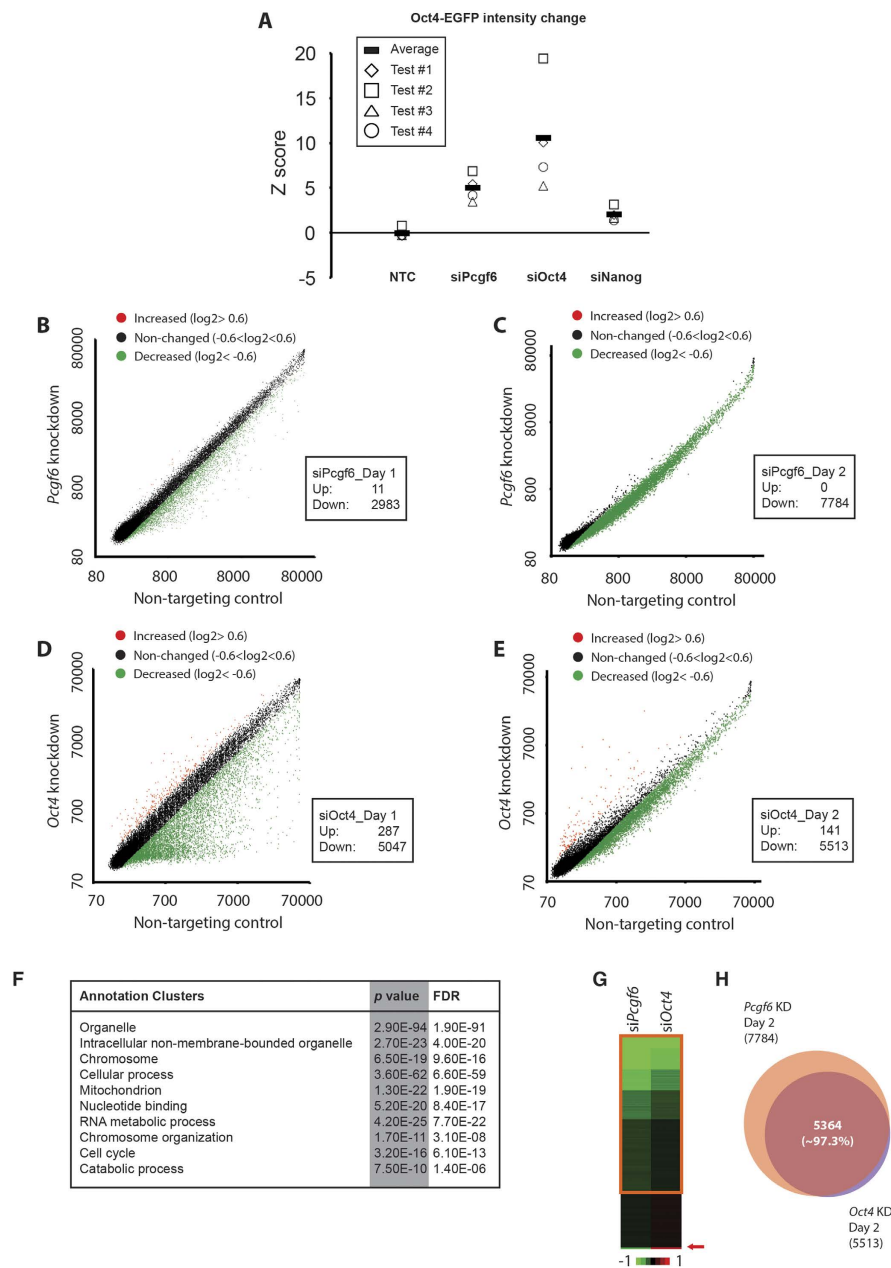 A
Oct4-EGFP intensity change
Average
Test #1
Test #2
Test #3
Test #4
Z score
20
15
10
5
0
-5
NTC siPcgf6 siOct4 siNanog
B
Increased (log2> 0.6)
Non-changed (-0.6<log2<0.6)
Decreased (log2< -0.6)
Pcgf6 knockdown
80000
8000
800
80
siPcgf6_Day 1
Up: 11
Down: 2983
80 800 8000 80000
Non-targeting control
C
Increased (log2> 0.6)
Non-changed (-0.6<log2<0.6)
Decreased (log2< -0.6)
Pcgf6 knockdown
80000
8000
800
80
siPcgf6_Day 2
Up: 0
Down: 7784
80 800 8000 80000
Non-targeting control
D
Increased (log2> 0.6)
Non-changed (-0.6<log2<0.6)
Decreased (log2< -0.6)
Oct4 knockdown
70000
7000
700
70
siOct4_Day 1
Up: 287
Down: 5047
70 700 7000 70000
Non-targeting control
E
Increased (log2> 0.6)
Non-changed (-0.6<log2<0.6)
Decreased (log2< -0.6)
Oct4 knockdown
70000
7000
700
70
siOct4_Day 2
Up: 141
Down: 5513
70 700 7000 70000
Non-targeting control
F
Annotation Clusters p value FDR
Organelle 2.90E-94 1.90E-91
Intracellular non-membrane-bounded organelle 2.70E-23 4.00E-20
Chromosome 6.50E-19 9.60E-16
Cellular process 3.60E-62 6.60E-59
Mitochondrion 1.30E-22 1.90E-19
Nucleotide binding 5.20E-20 8.40E-17
RNA metabolic process 4.20E-25 7.70E-22
Chromosome organization 1.70E-11 3.10E-08
Cell cycle 3.20E-16 6.10E-13
Catabolic process 7.50E-10 1.40E-06
G
siPcgf6
siOct4
-1 1
H
Pcgf6 KD
Day 2
(7784)
5364
(~97.3%)
Oct4 KD
Day 2
(5513)